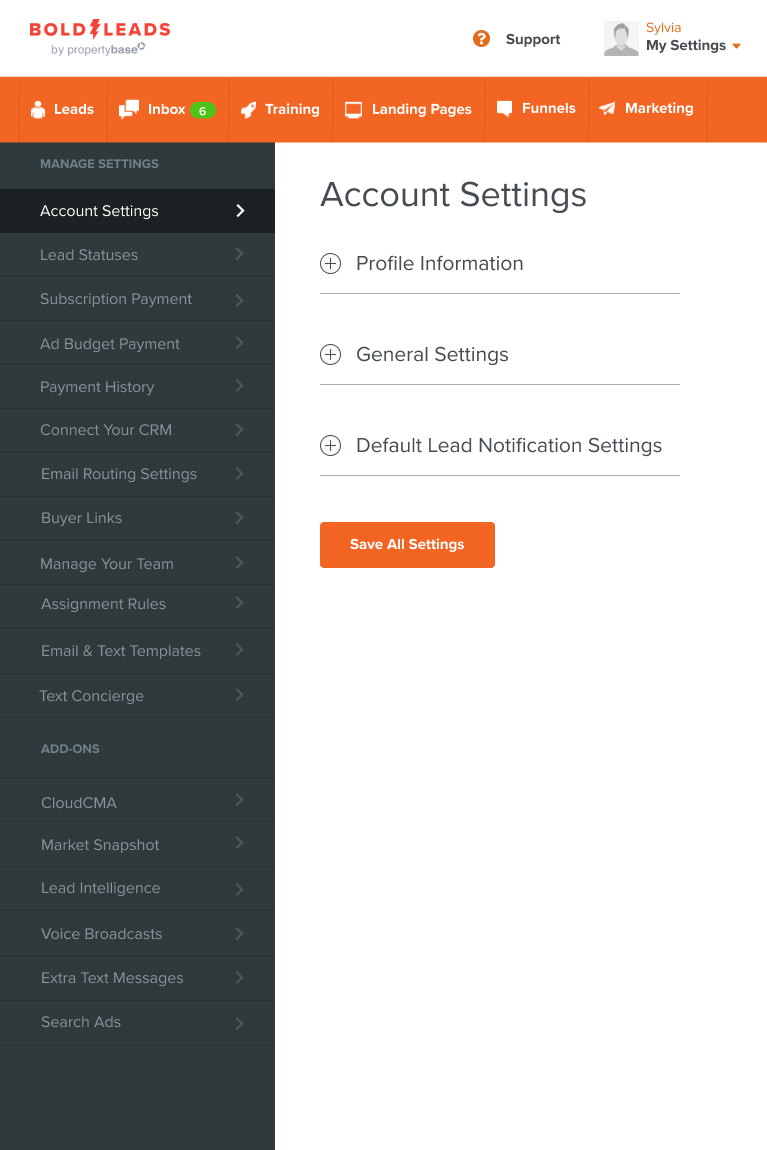 BOLD LEADS
by propertybase
Support
Sylvia
My Settings
Leads
Inbox 6
Training
Landing Pages
Funnels
Marketing
MANAGE SETTINGS
Account Settings
Lead Statuses
Subscription Payment
Ad Budget Payment
Payment History
Connect Your CRM
Email Routing Settings
Buyer Links
Manage Your Team
Assignment Rules
Email & Text Templates
Text Concierge
ADD-ONS
CloudCMA
Market Snapshot
Lead Intelligence
Voice Broadcasts
Extra Text Messages
Search Ads
Account Settings
Profile Information
General Settings
Default Lead Notification Settings
Save All Settings